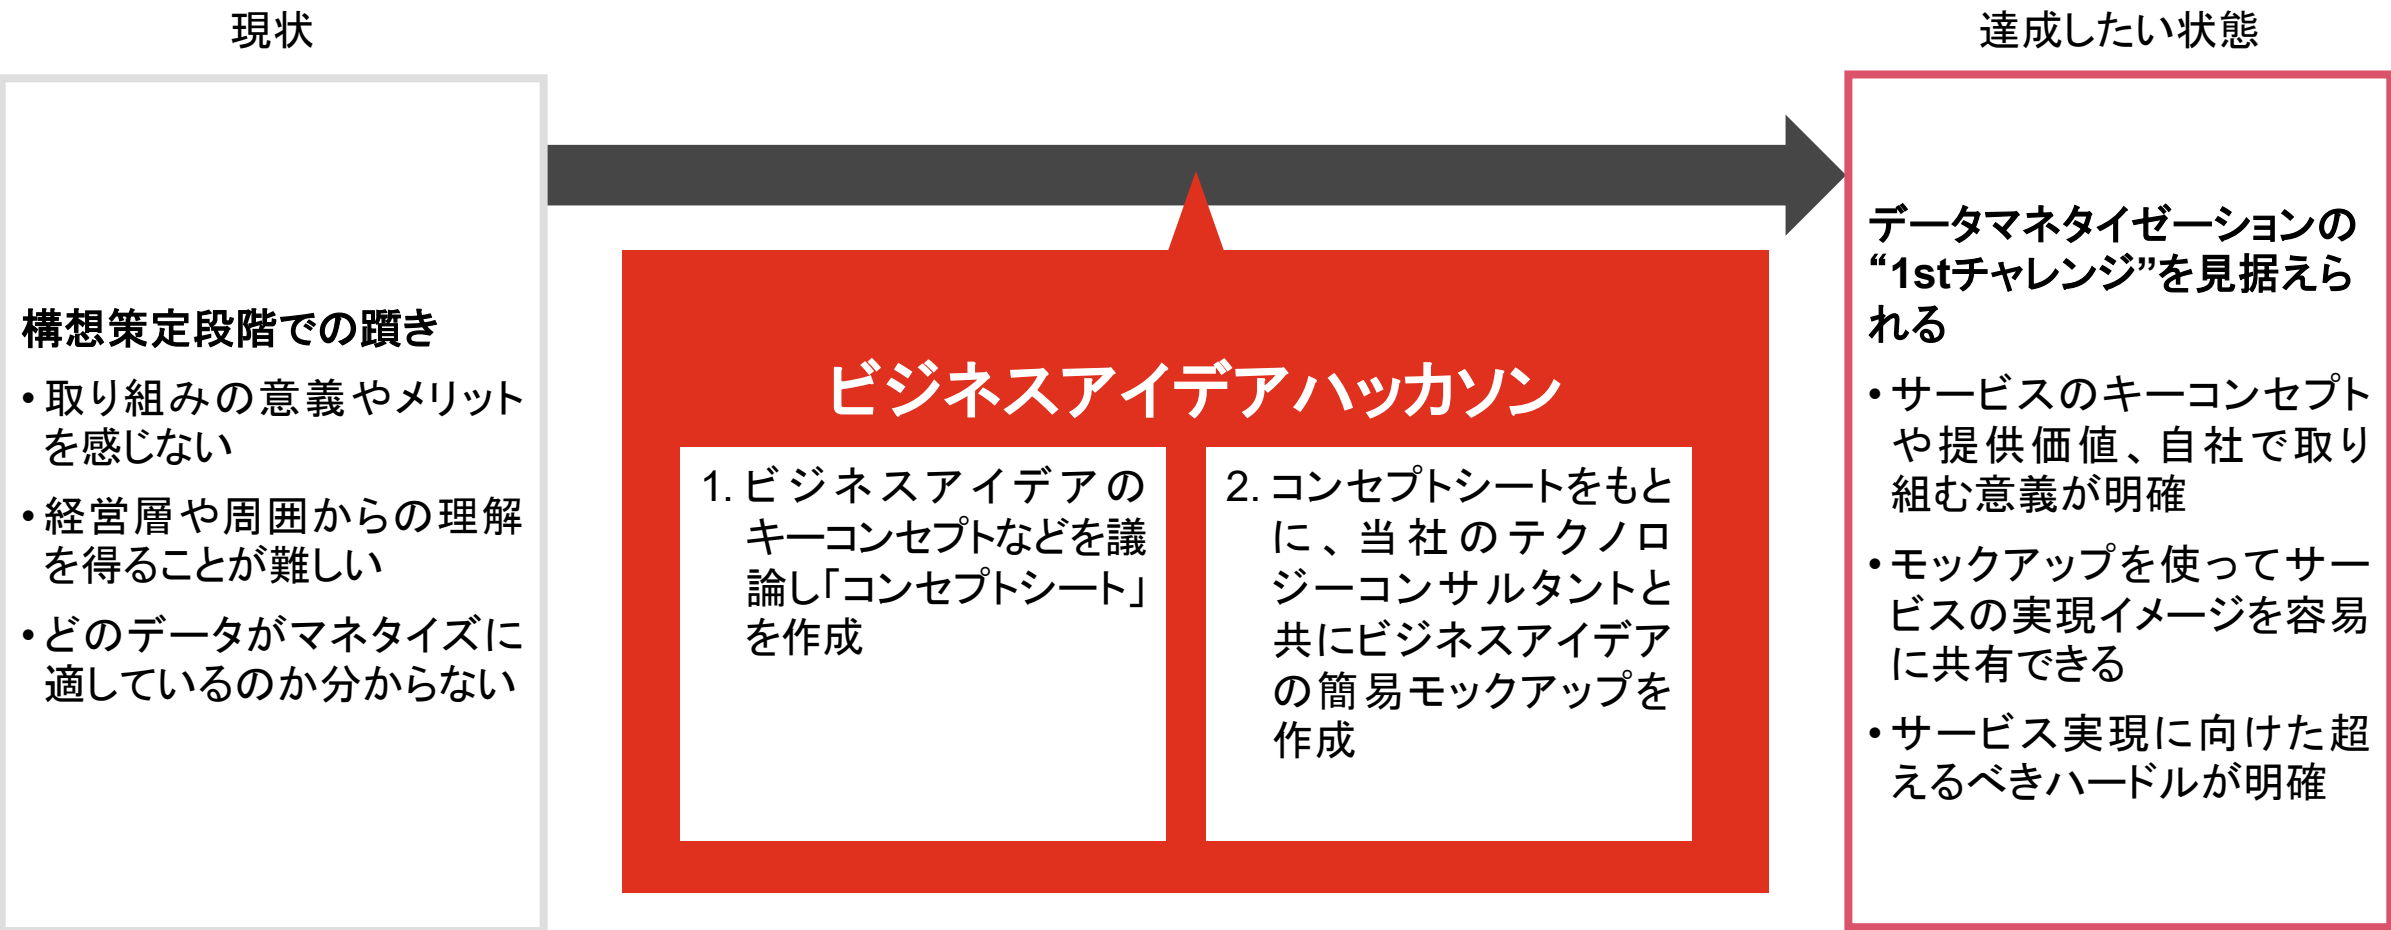 現状
達成したい状態
構想策定段階での躓き
•取り組みの意義やメリット
を感じない
•経営層や周囲からの理解
を得ることが難しい
•どのデータがマネタイズに
適しているのか分からない
ビジネスアイデアハッカソン
1. ビジネスアイデアの
キーコンセプトなどを議
論し「コンセプトシート」
を作成
2. コンセプトシートをもと
に、当社のテクノロ
ジーコンサルタントと
共にビジネスアイデア
の簡易モックアップを
作成
データマネタイゼーションの
“1stチャレンジ”を見据えら
れる
•サービスのキーコンセプト
や提供価値、自社で取り
組む意義が明確
•モックアップを使ってサー
ビスの実現イメージを容易
に共有できる
•サービス実現に向けた超
えるべきハードルが明確